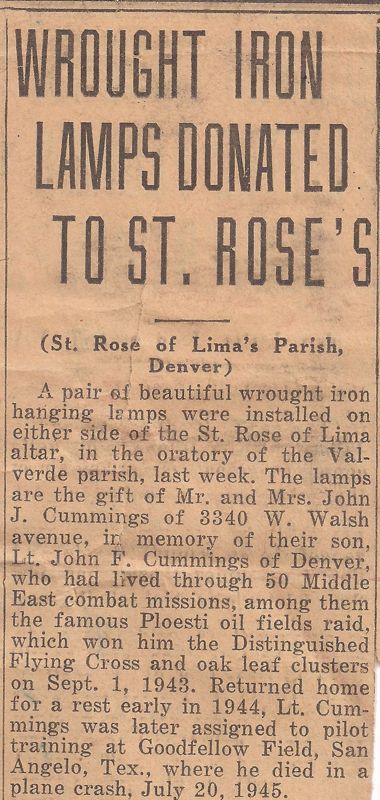 WROUGHT IRON
LAMPS DONATED
TO ST. ROSE'S
(St. Rose of Lima's Parish,
Denver)
A pair of beautiful wrought iron
hanging lamps were installed on
either side of the St. Rose of Lima
altar, in the oratory of the Val-
verde parish, last week. The lamps
are the gift of Mr. and Mrs. John
J. Cummings of 3340 W. Walsh
avenue, in memory of their son,
Lt. John F. Cummings of Denver,
who had lived through 50 Middle
East combat missions, among them
the famous Ploesti oil fields raid,
which won him the Distinguished
Flying Cross and oak leaf clusters
on Sept. 1, 1943. Returned home
for a rest early in 1944, Lt. Cum-
mings was later assigned to pilot
training at Goodfellow Field, San
Angelo, Tex., where he died in a
plane crash, July 20, 1945.